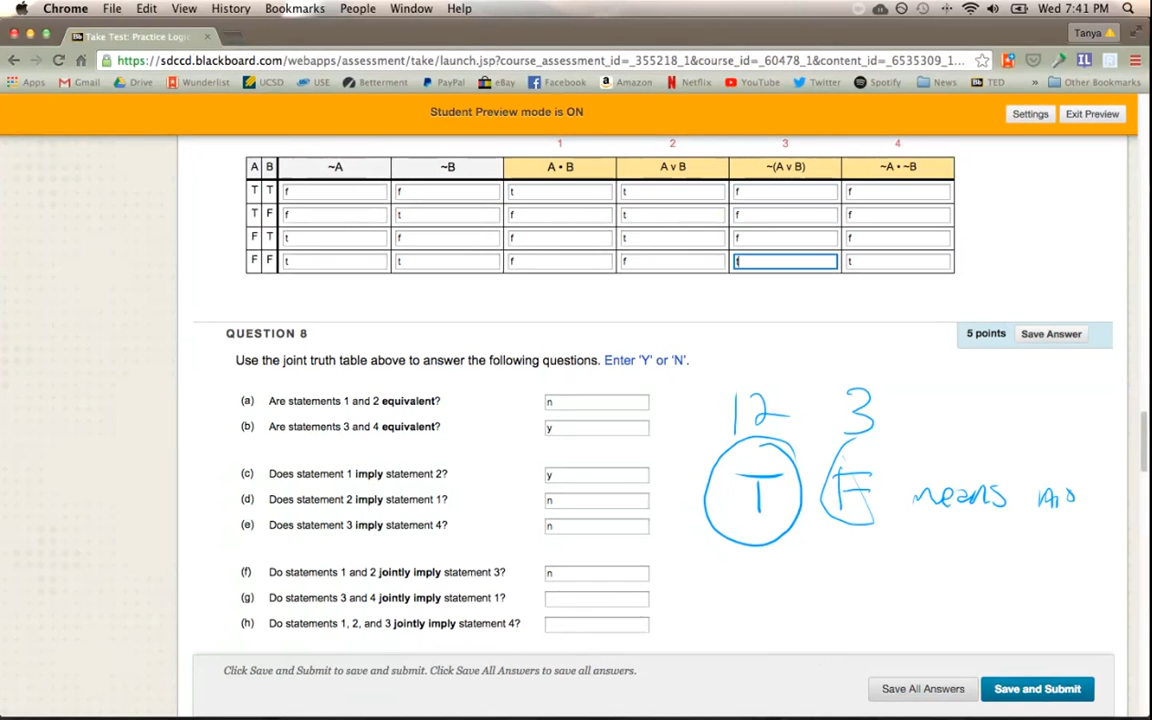 Chrome File Edit View History Bookmarks People Window Help Wed 7:41 PM
Take Test: Practice Logic Tanya
https://sdccd.blackboard.com/webapps/assessment/take/launch.jsp?course_assessment_id=_355218_1&course_id=_60478_1&content_id=_6535309_1...
Apps Gmail Drive Wunderlist UCSD USE Betterment PayPal eBay Facebook Amazon Netflix YouTube Twitter Spotify News TED » Other Bookmarks
Student Preview mode is ON Settings Exit Preview
1 2 3 4
A B ~A ~B A • B A v B ~(A v B) ~A • ~B
T T f f t t f f
T F f t f t f f
F T t f f t f f
F F t t f f t t
QUESTION 8 5 points Save Answer
Use the joint truth table above to answer the following questions. Enter 'Y' or 'N'.
(a) Are statements 1 and 2 equivalent? n
(b) Are statements 3 and 4 equivalent? y
(c) Does statement 1 imply statement 2? y
(d) Does statement 2 imply statement 1? n
(e) Does statement 3 imply statement 4? n
(f) Do statements 1 and 2 jointly imply statement 3? n
(g) Do statements 3 and 4 jointly imply statement 1?
(h) Do statements 1, 2, and 3 jointly imply statement 4?
12 3
T F means no
Click Save and Submit to save and submit. Click Save All Answers to save all answers.
Save All Answers Save and Submit